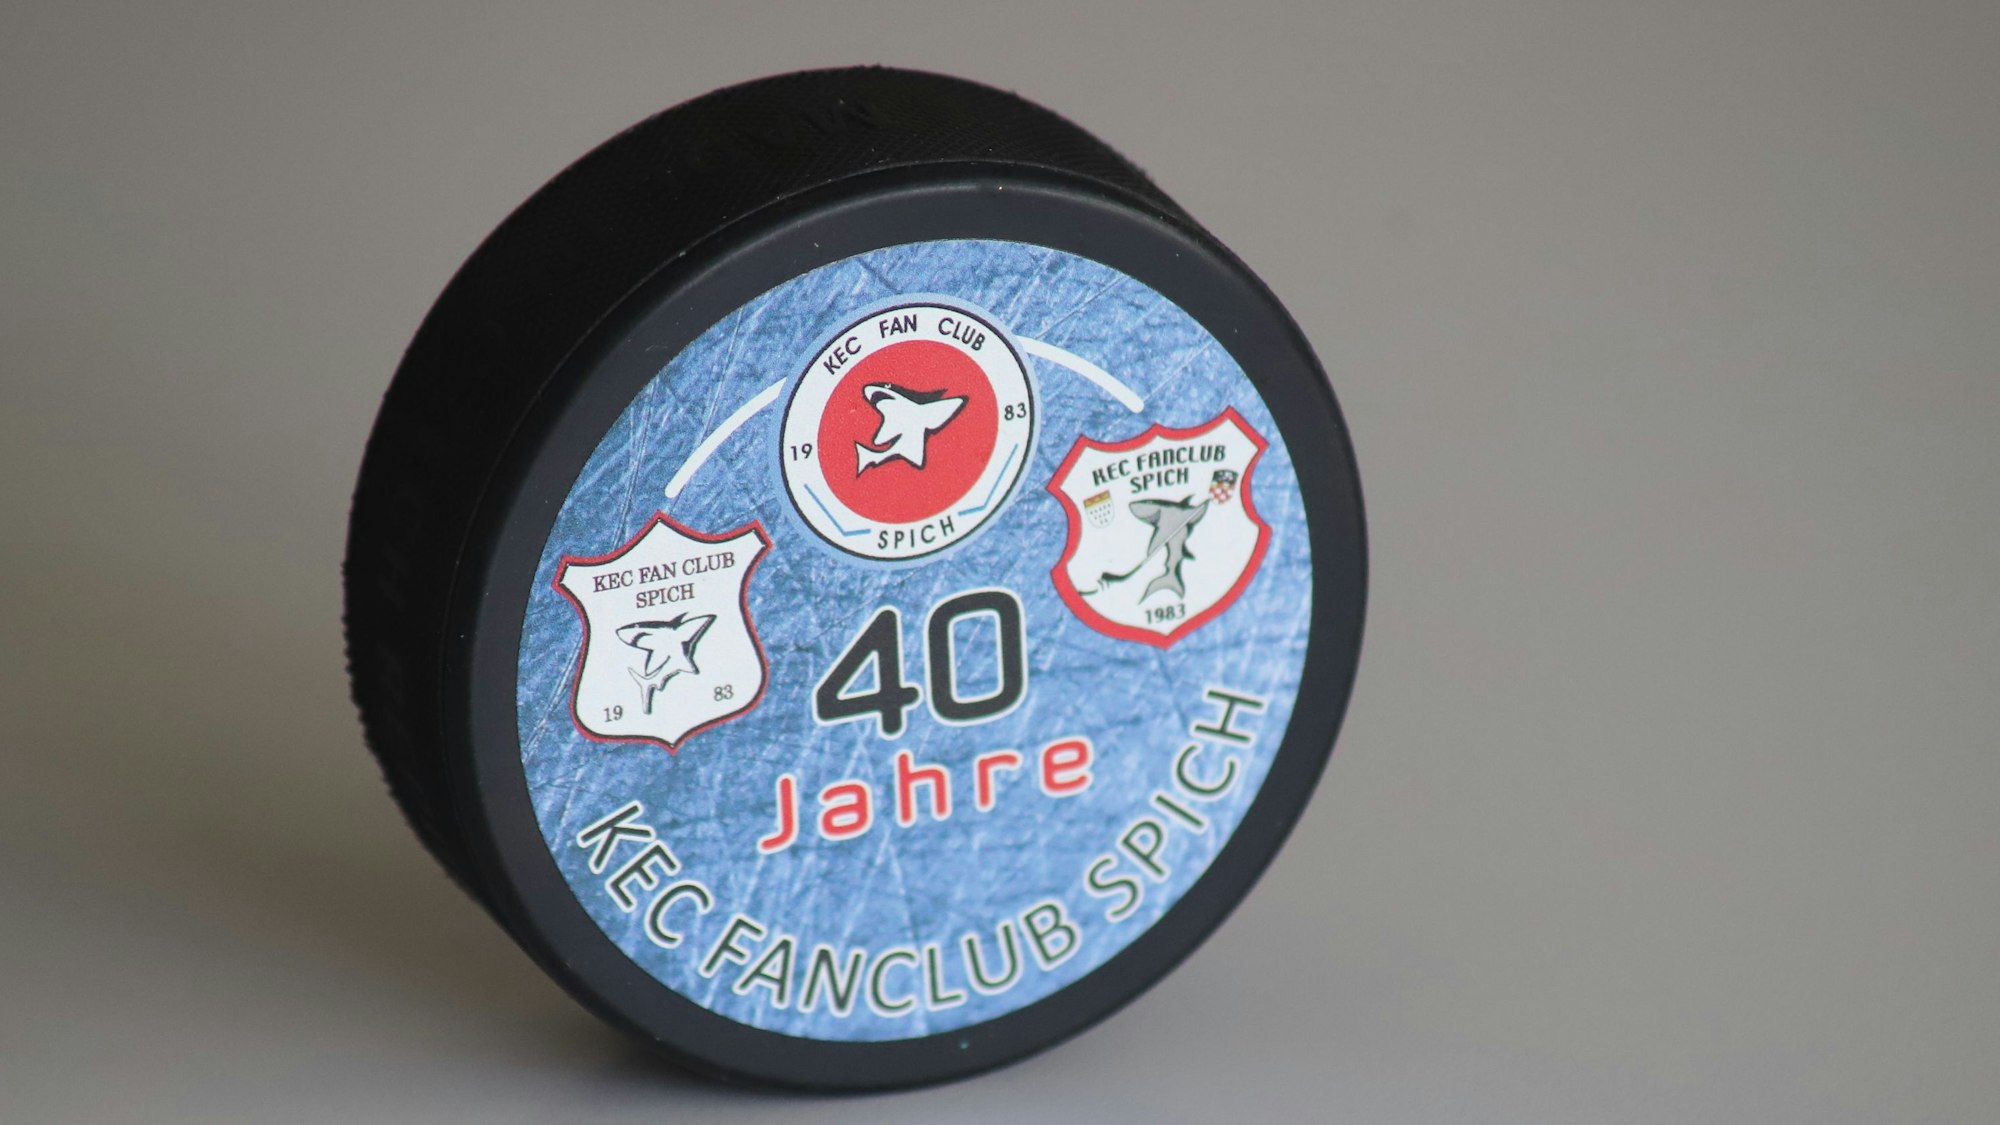 KEC FAN CLUB
19 83
SPICH
KEC FANCLUB
SPICH
1983
KEC FAN CLUB
SPICH
19 83
40
Jahre
KEC FANCLUB SPICH